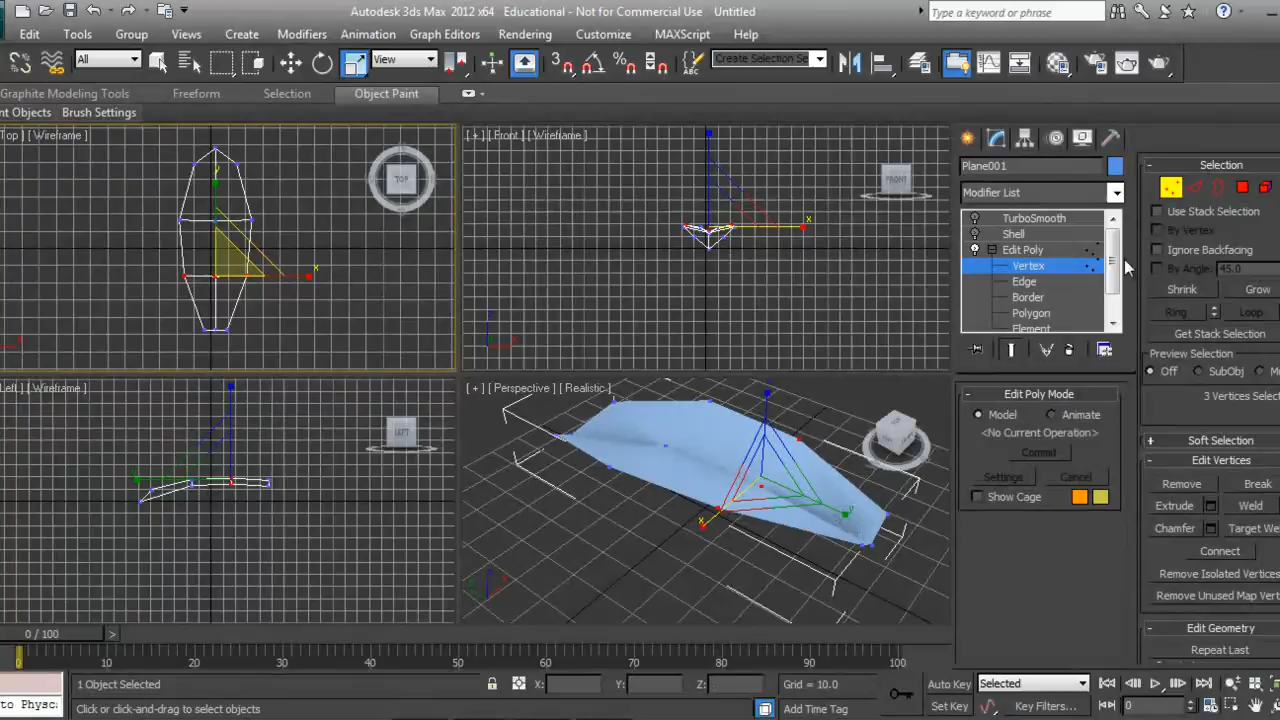 Autodesk 3ds Max 2012 x64 Educational - Not for Commercial Use Untitled
Type a keyword or phrase
Edit Tools Group Views Create Modifiers Animation Graph Editors Rendering Customize MAXScript Help
All View 3 Create Selection Se
Graphite Modeling Tools Freeform Selection Object Paint
nt Objects Brush Settings
Top ] [ Wireframe ]
[ + ] [ Front ] [ Wireframe ]
TOP
FRONT
Left ] [ Wireframe ]
[ + ] [ Perspective ] [ Realistic ]
LEFT
Plane001
Modifier List
TurboSmooth
Shell
Edit Poly
Vertex
Edge
Border
Polygon
Element
Edit Poly Mode
Model Animate
<No Current Operation>
Commit
Settings Cancel
Show Cage
Selection
Use Stack Selection
By Vertex
Ignore Backfacing
By Angle: 45.0
Shrink Grow
Ring Loop
Get Stack Selection
Preview Selection
Off SubObj M
3 Vertices Select
Soft Selection
Edit Vertices
Remove Break
Extrude Weld
Chamfer Target We
Connect
Remove Isolated Vertices
Remove Unused Map Vert
Edit Geometry
Repeat Last
0 / 100
0 10 20 30 40 50 60 70 80 90 100
1 Object Selected X: Y: Z: Grid = 10.0 Auto Key Selected
to Physc Click or click-and-drag to select objects Add Time Tag Set Key Key Filters... 0